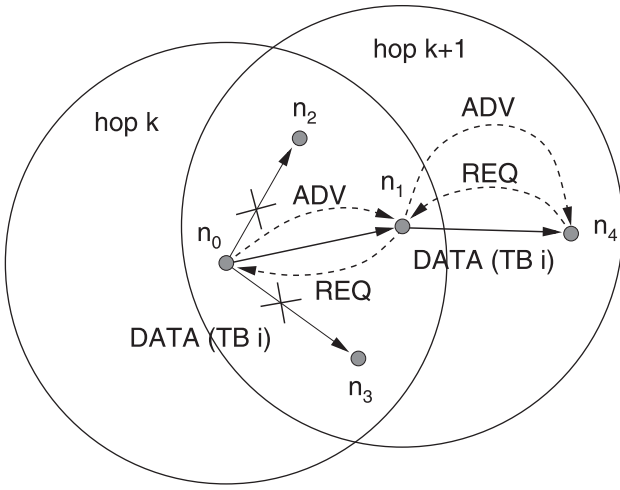 hop k+1
hop k
n2
ADV
REQ
n1
ADV
n0
n4
DATA (TB i)
REQ
DATA (TB i)
n3